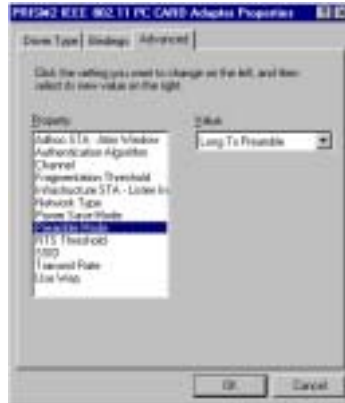 PRISM2 IEEE 802.11 PC CARD Adapter Properties
Driver Type
Bindings
Advanced
Click the setting you want to change on the left, and then
select its new value on the right.
Property:
Value:
Adhoc STA - Atim Window
Authentication Algorithm
Channel
Fragmentation Threshold
Infrastructure STA - Listen In
Network Type
Power Save Mode
Preamble Mode
RTS Threshold
SSID
Transmit Rate
Use Wep
Long Tx Preamble
OK
Cancel